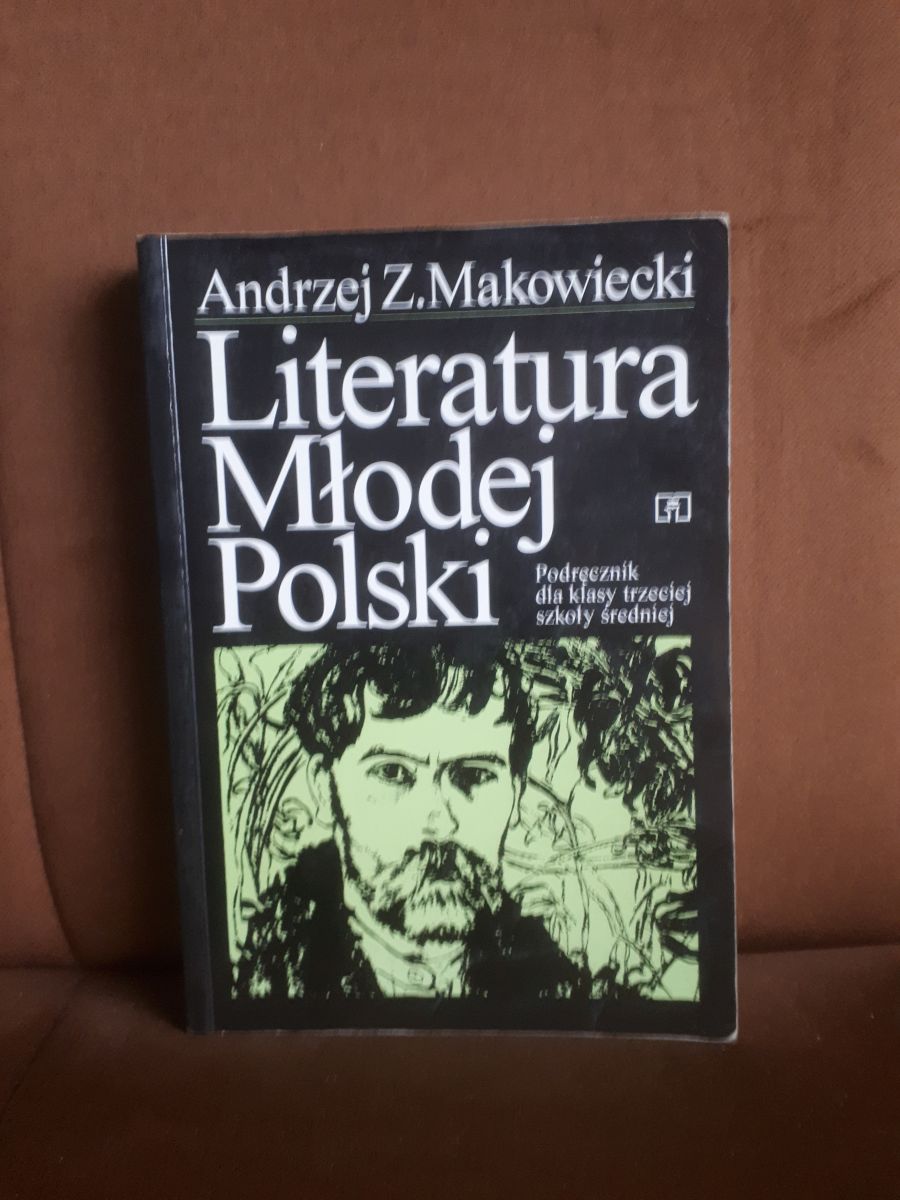 Andrzej Z.Makowiecki
Literatura
Młodej
Polski
Podręcznik
dla klasy trzeciej
szkoły średniej